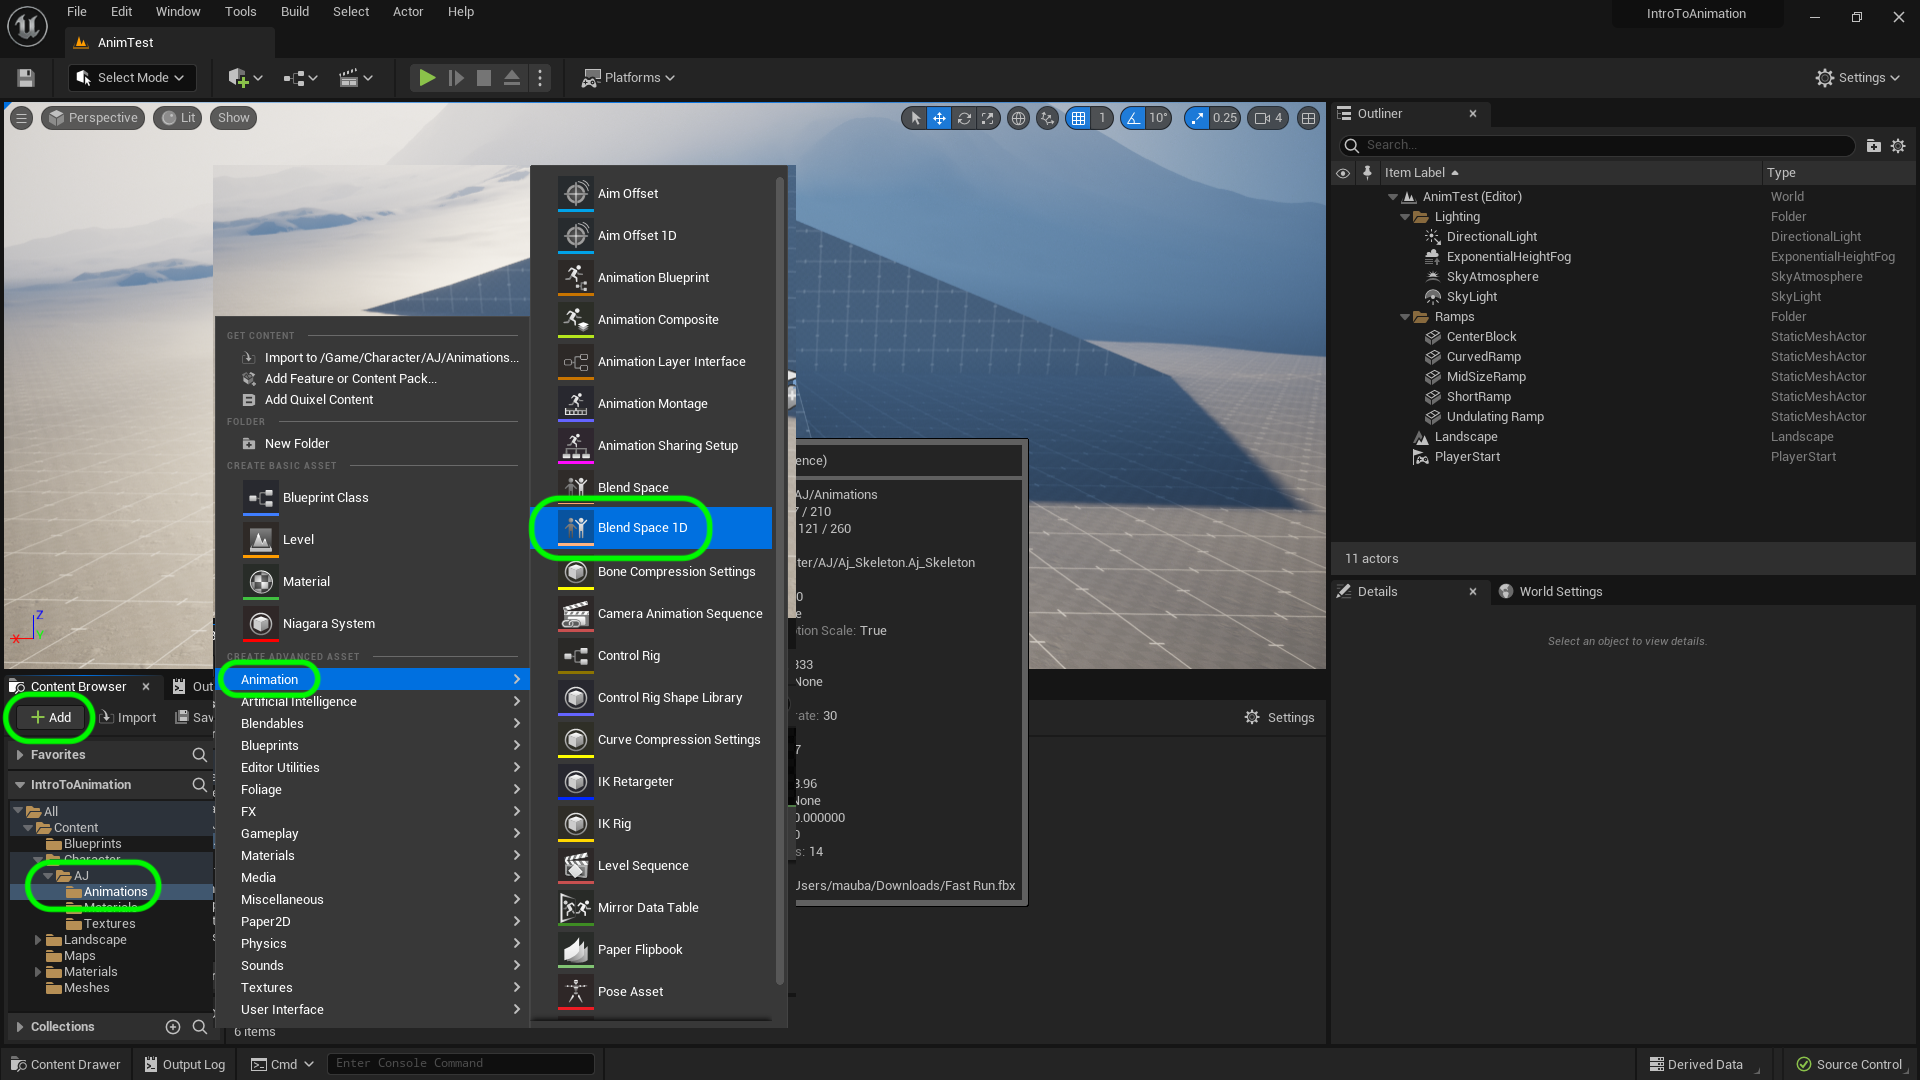 File Edit Window Tools Build Select Actor Help
IntroToAnimation
AnimTest
Select Mode
Platforms
Settings
Perspective Lit Show
1 10° 0.25 4
Outliner
Search...
Item Label Type
AnimTest (Editor) World
Lighting Folder
DirectionalLight DirectionalLight
ExponentialHeightFog ExponentialHeightFog
SkyAtmosphere SkyAtmosphere
SkyLight SkyLight
Ramps Folder
CenterBlock StaticMeshActor
CurvedRamp StaticMeshActor
MidSizeRamp StaticMeshActor
ShortRamp StaticMeshActor
Undulating Ramp StaticMeshActor
Landscape Landscape
PlayerStart PlayerStart
11 actors
Details World Settings
Select an object to view details.
GET CONTENT
Import to /Game/Character/AJ/Animations...
Add Feature or Content Pack...
Add Quixel Content
FOLDER
New Folder
CREATE BASIC ASSET
Blueprint Class
Level
Material
Niagara System
CREATE ADVANCED ASSET
Animation
Artificial Intelligence
Blendables
Blueprints
Editor Utilities
Foliage
FX
Gameplay
Materials
Media
Miscellaneous
Paper2D
Physics
Sounds
Textures
User Interface
Aim Offset
Aim Offset 1D
Animation Blueprint
Animation Composite
Animation Layer Interface
Animation Montage
Animation Sharing Setup
Blend Space
Blend Space 1D
Bone Compression Settings
Camera Animation Sequence
Control Rig
Control Rig Shape Library
Curve Compression Settings
IK Retargeter
IK Rig
Level Sequence
Mirror Data Table
Paper Flipbook
Pose Asset
ence)
AJ/Animations
7 / 210
121 / 260
ter/AJ/Aj_Skeleton.Aj_Skeleton
0
e
tion Scale: True
333
None
rate: 30
7
3.96
None
0.000000
0
s: 14
Users/mauba/Downloads/Fast Run.fbx
Z
X
Y
Content Browser Out
Add Import Sav
Settings
Favorites
IntroToAnimation
All
Content
Blueprints
Character
AJ
Animations
Materials
Textures
Landscape
Maps
Materials
Meshes
Collections
6 items
Content Drawer Output Log Cmd Enter Console Command
Derived Data Source Control